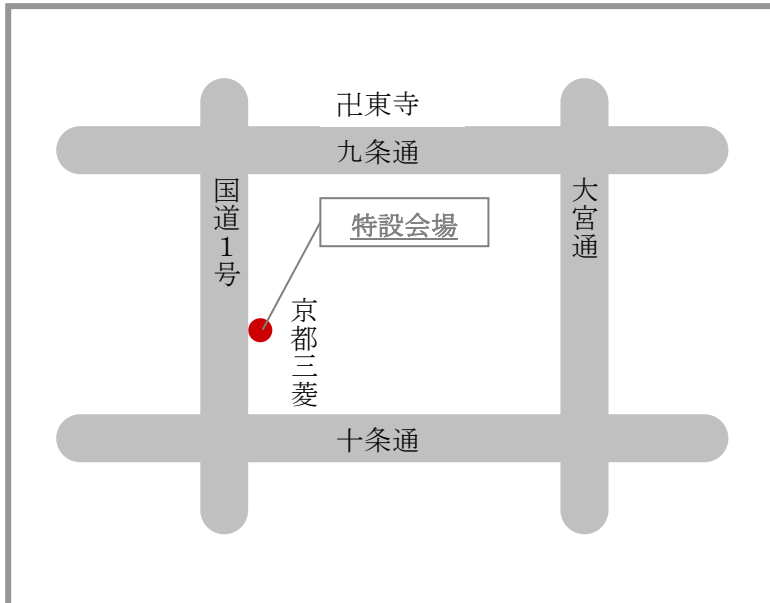 卍東寺
九条通
国道１号
大宮通
特設会場
京都三菱
十条通